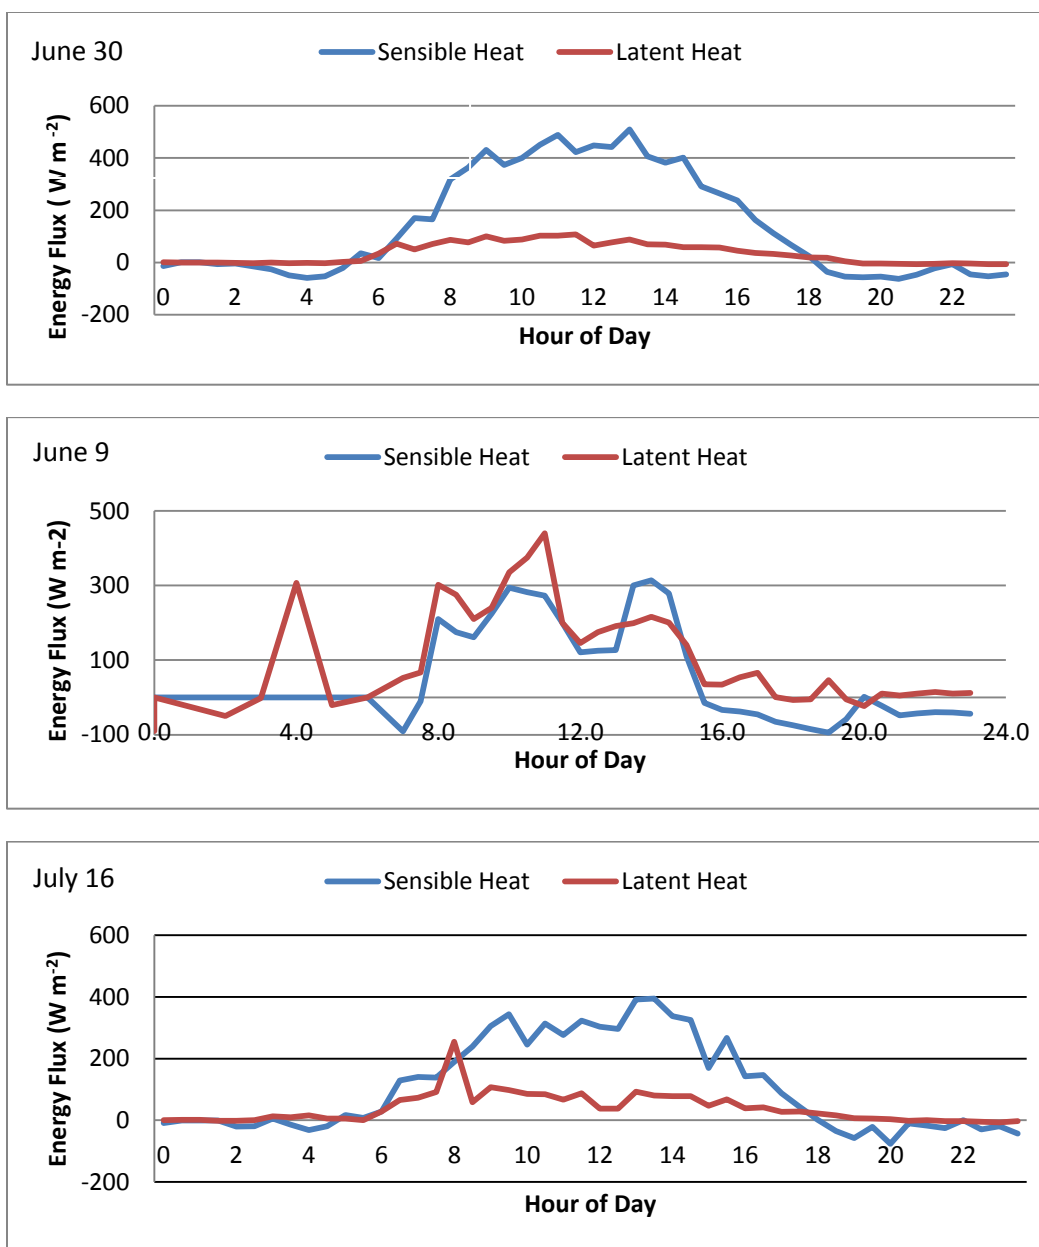 June 30
Sensible Heat Latent Heat
Energy Flux ( W m -2)
600
400
200
0
-200
0 2 4 6 8 10 12 14 16 18 20 22
Hour of Day
June 9
Sensible Heat Latent Heat
Energy Flux (W m-2)
500
300
100
-100
0.0 4.0 8.0 12.0 16.0 20.0 24.0
Hour of Day
July 16
Sensible Heat Latent Heat
Energy Flux (W m-2)
600
400
200
0
-200
0 2 4 6 8 10 12 14 16 18 20 22
Hour of Day